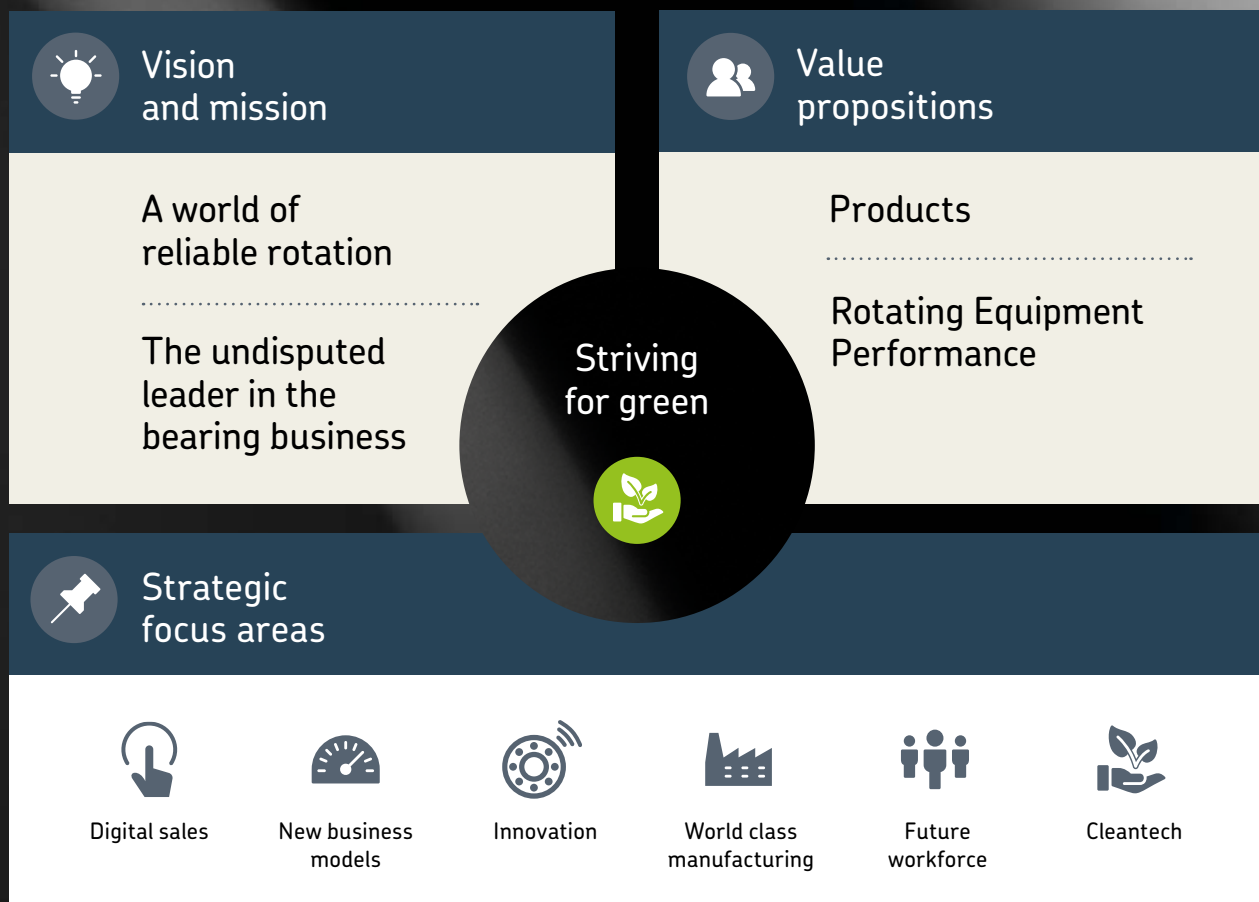 Vision
and mission
A world of
reliable rotation
The undisputed
leader in the
bearing business
Value
propositions
Products
Rotating Equipment
Performance
Striving
for green
Strategic
focus areas
Digital sales
New business
models
Innovation
World class
manufacturing
Future
workforce
Cleantech